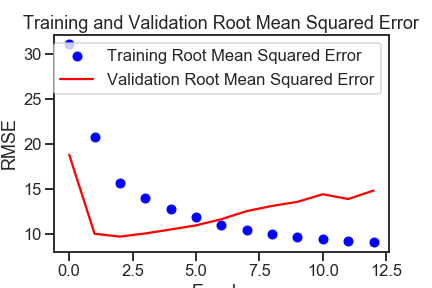 Training and Validation Root Mean Squared Error
Training Root Mean Squared Error
Validation Root Mean Squared Error
RMSE
30
25
20
15
10
0.0 2.5 5.0 7.5 10.0 12.5